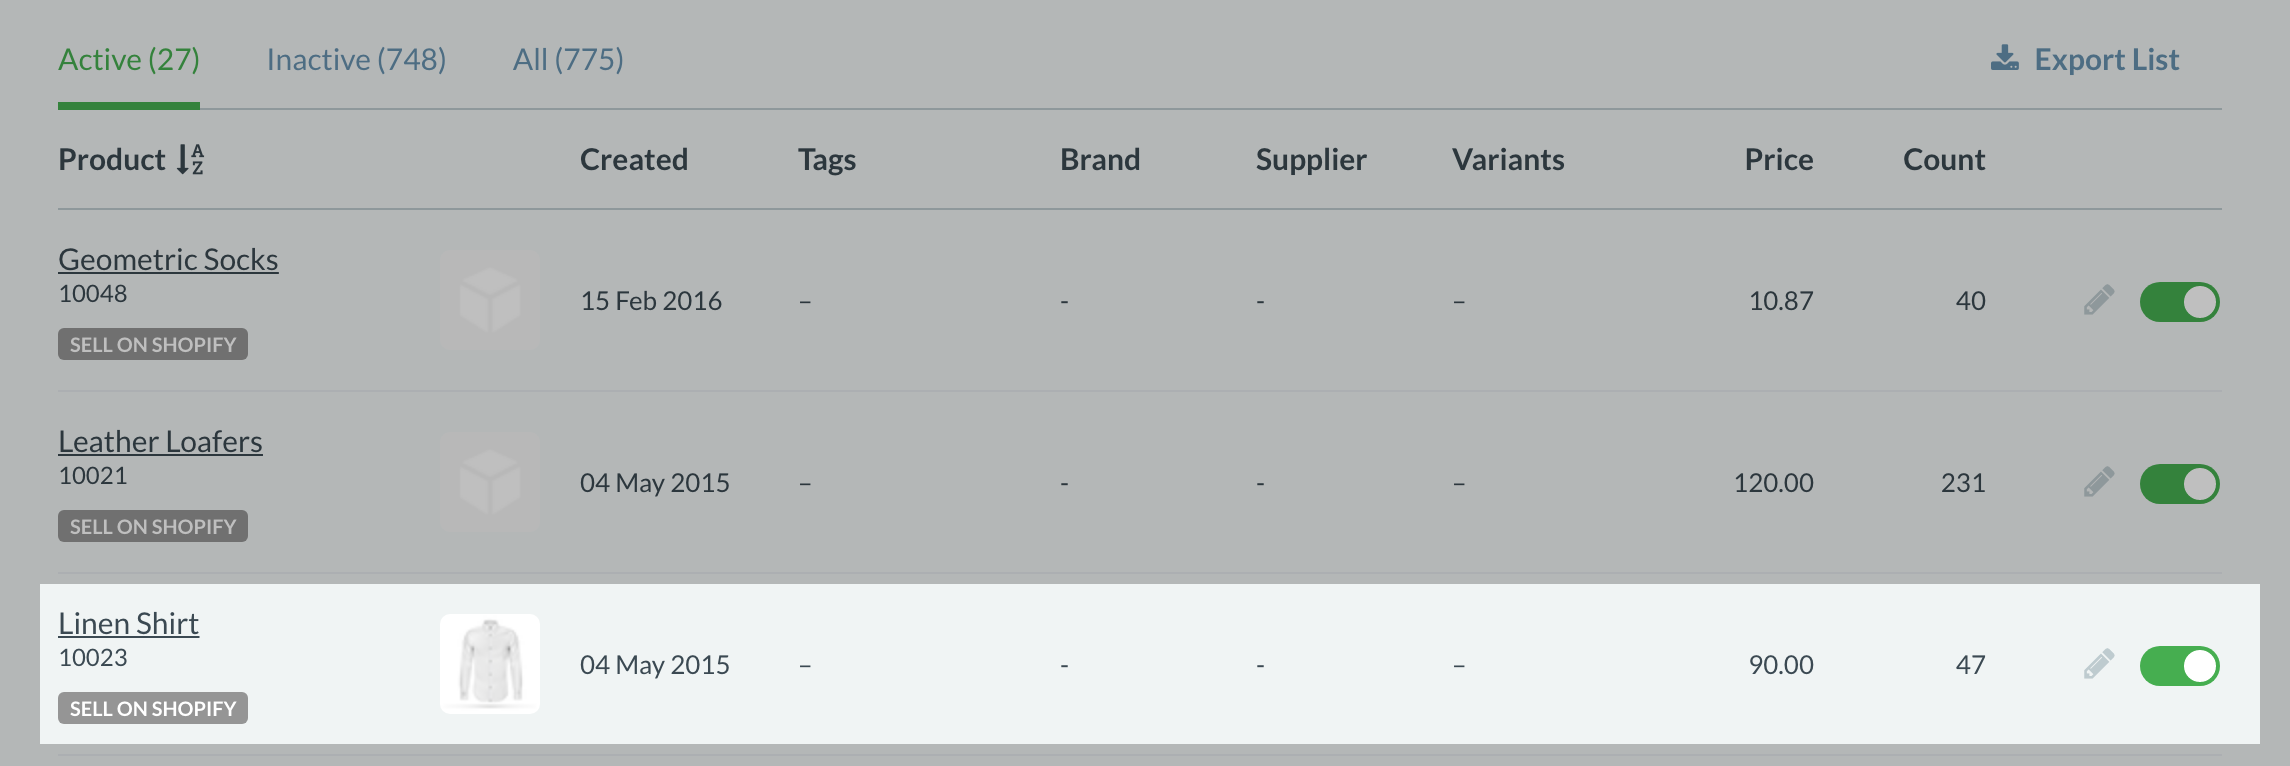 Active (27) Inactive (748) All (775) Export List
Product A Z Created Tags Brand Supplier Variants Price Count
Geometric Socks
10048
15 Feb 2016 – - - – 10.87 40
SELL ON SHOPIFY
Leather Loafers
10021
04 May 2015 – - - – 120.00 231
SELL ON SHOPIFY
Linen Shirt
10023
04 May 2015 – - - – 90.00 47
SELL ON SHOPIFY